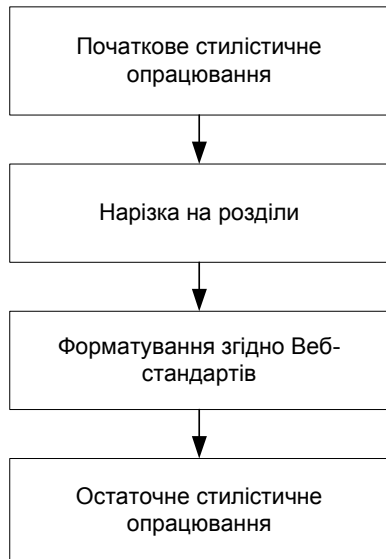 Початкове стилістичне
опрацювання
Нарізка на розділи
Форматування згідно Веб-
стандартів
Остаточне стилістичне
опрацювання